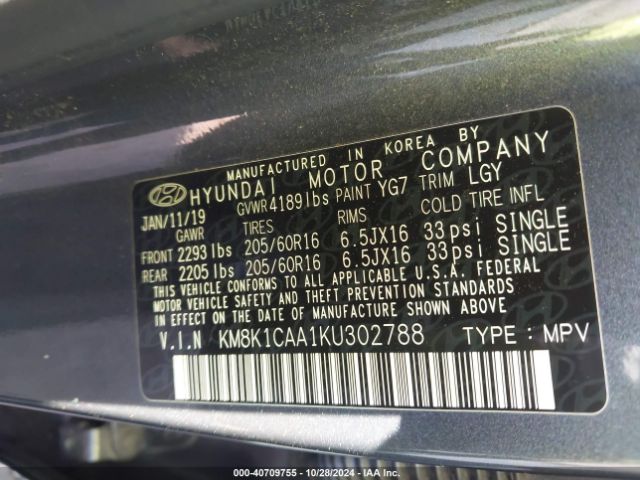 MANUFACTURED IN KOREA BY
HYUNDAI MOTOR COMPANY
JAN/11/19 GVWR 4189 lbs PAINT YG7 TRIM LGY
GAWR TIRES RIMS COLD TIRE INFL
FRONT 2293 lbs 205/60R16 6.5JX16 33 psi SINGLE
REAR 2205 lbs 205/60R16 6.5JX16 33 psi SINGLE
THIS VEHICLE CONFORMS TO ALL APPLICABLE U.S.A. FEDERAL
MOTOR VEHICLE SAFETY AND THEFT PREVENTION STANDARDS
IN EFFECT ON THE DATE OF MANUFACTURE SHOWN ABOVE
V.I.N KM8K1CAA1KU302788 TYPE : MPV
000-40709755 | 10/28/2024 | IAA Inc.